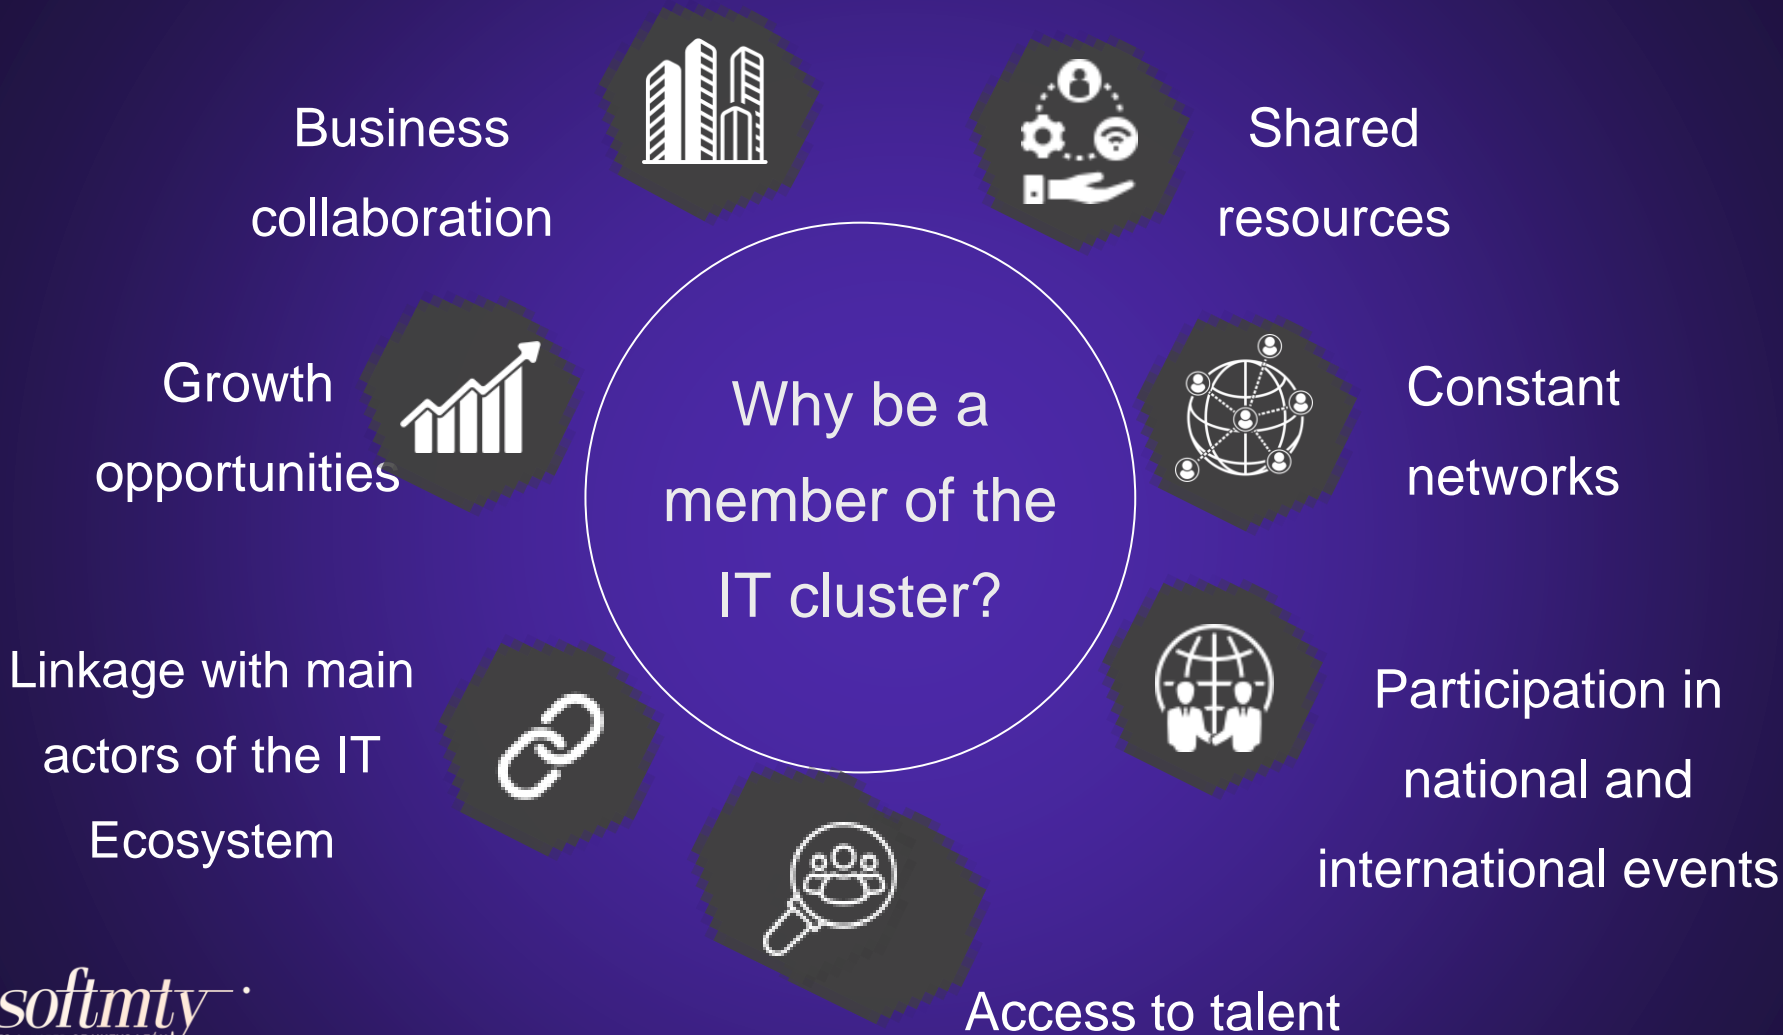 Business
collaboration
Shared
resources
Growth
opportunities
Why be a
member of the
IT cluster?
Constant
networks
Linkage with main
actors of the IT
Ecosystem
Participation in
national and
international events
Access to talent
softmty